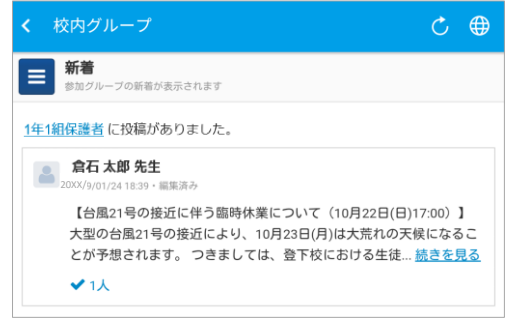 校内グループ
新着
参加グループの新着が表示されます
1年1組保護者 に投稿がありました。
倉石 太郎 先生
20XX/9/01/24 18:39・編集済み
【台風21号の接近に伴う臨時休業について（10月22日(日)17:00）】
大型の台風21号の接近により、10月23日(月)は大荒れの天候になるこ
とが予想されます。 つきましては、登下校における生徒... 続きを見る
1人